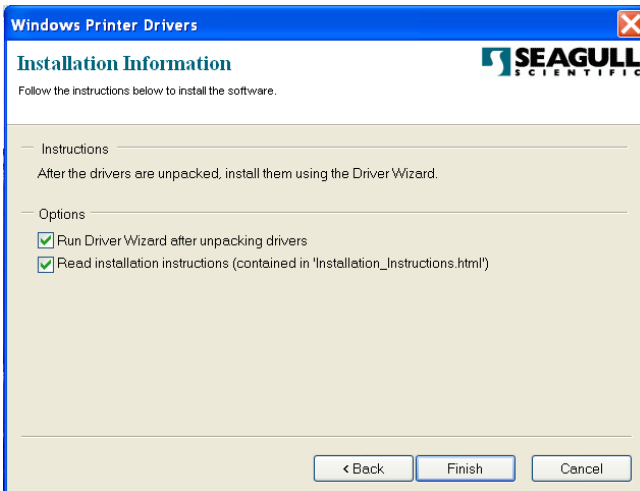 Windows Printer Drivers
Installation Information
SEAGULL
SCIENTIFIC
Follow the instructions below to install the software.
Instructions
After the drivers are unpacked, install them using the Driver Wizard.
Options
Run Driver Wizard after unpacking drivers
Read installation instructions (contained in 'Installation_Instructions.html')
< Back Finish Cancel